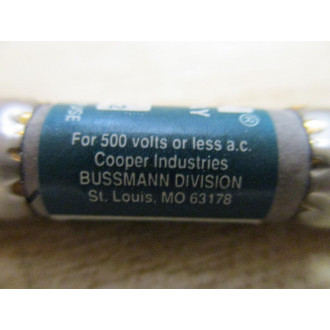 For 500 volts or less a.c.
Cooper Industries
BUSSMANN DIVISION
St. Louis, MO 63178